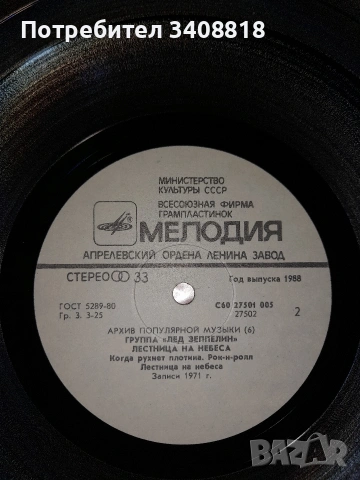 Потребител 3408818
МИНИСТЕРСТВО
КУЛЬТУРЫ СССР
ВСЕСОЮЗНАЯ ФИРМА
ГРАМПЛАСТИНОК
МЕЛОДИЯ
АПРЕЛЕВСКИЙ ОРДЕНА ЛЕНИНА ЗАВОД
СТЕРЕО 33
Год выпуска 1988
ГОСТ 5289-80
Гр. 3. 3-25
С60 27501 005
27502
2
АРХИВ ПОПУЛЯРНОЙ МУЗЫКИ (6)
ГРУППА «ЛЕД ЗЕППЕЛИН»
ЛЕСТНИЦА НА НЕБЕСА
Когда рухнет плотина. Рок-н-ролл
Лестница на небеса
Записи 1971 г.
BAZAR